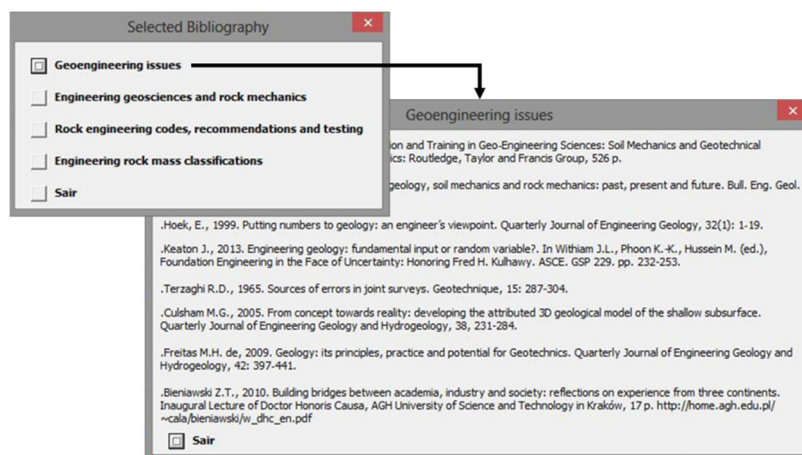 Selected Bibliography
Geoengineering issues
Engineering geosciences and rock mechanics
Rock engineering codes, recommendations and testing
Engineering rock mass classifications
Sair
Geoengineering issues
ion and Training in Geo-Engineering Sciences: Soil Mechanics and Geotechnical
ics: Routledge, Taylor and Francis Group, 526 p.
geology, soil mechanics and rock mechanics: past, present and future. Bull. Eng. Geol.
.Hoek, E., 1999. Putting numbers to geology: an engineer's viewpoint. Quarterly Journal of Engineering Geology, 32(1): 1-19.
.Keaton J., 2013. Engineering geology: fundamental input or random variable?. In Withiam J.L., Phoon K.-K., Hussein M. (ed.),
Foundation Engineering in the Face of Uncertainty: Honoring Fred H. Kulhawy. ASCE. GSP 229. pp. 232-253.
.Terzaghi R.D., 1965. Sources of errors in joint surveys. Geotechnique, 15: 287-304.
.Culsham M.G., 2005. From concept towards reality: developing the attributed 3D geological model of the shallow subsurface.
Quarterly Journal of Engineering Geology and Hydrogeology, 38, 231-284.
.Freitas M.H. de, 2009. Geology: its principles, practice and potential for Geotechnics. Quarterly Journal of Engineering Geology and
Hydrogeology, 42: 397-441.
.Bieniawski Z.T., 2010. Building bridges between academia, industry and society: reflections on experience from three continents.
Inaugural Lecture of Doctor Honoris Causa, AGH University of Science and Technology in Kraków, 17 p. http://home.agh.edu.pl/
~cala/bieniawski/w_dhc_en.pdf
Sair